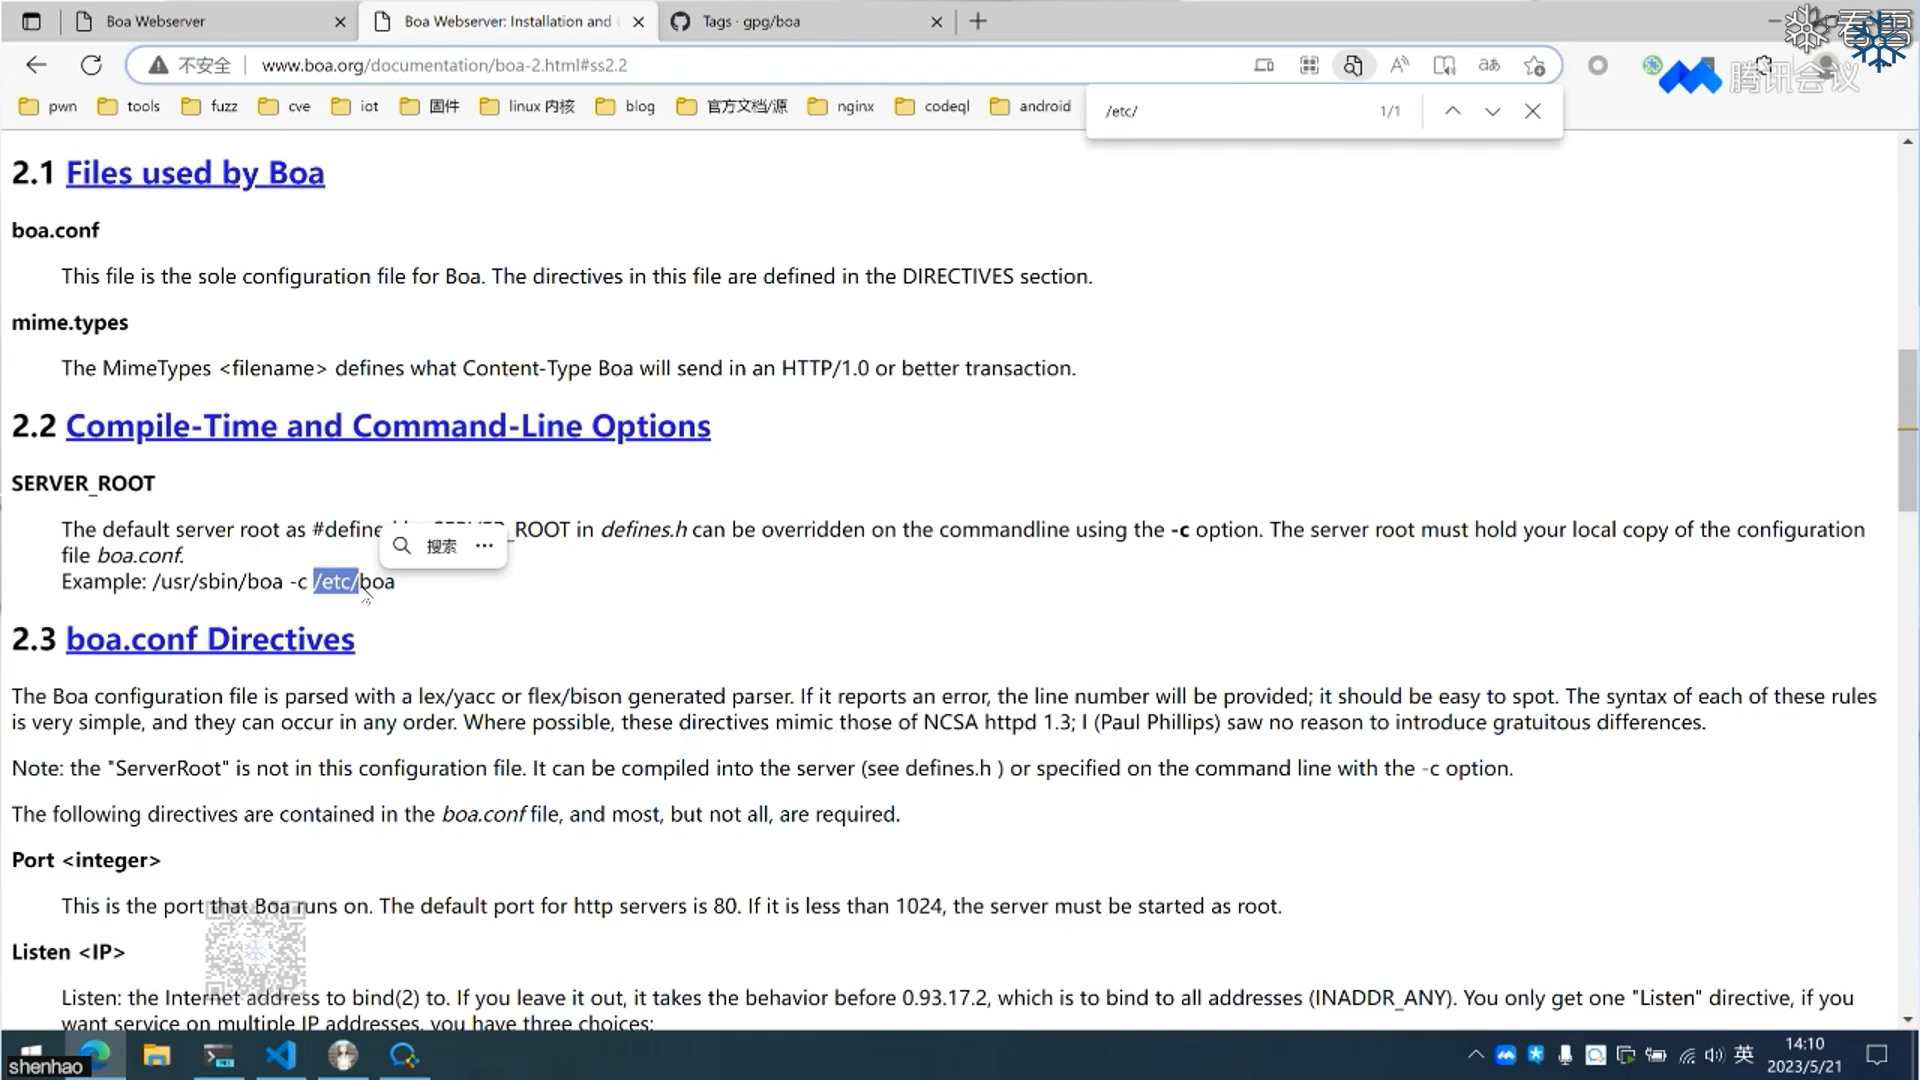 Boa Webserver
Boa Webserver: Installation and
Tags · gpg/boa
看雪
不安全
www.boa.org/documentation/boa-2.html#ss2.2
腾讯会议
pwn
tools
fuzz
cve
iot
固件
linux 内核
blog
官方文档/源
nginx
codeql
android
/etc/
1/1
2.1 Files used by Boa
boa.conf
This file is the sole configuration file for Boa. The directives in this file are defined in the DIRECTIVES section.
mime.types
The MimeTypes <filename> defines what Content-Type Boa will send in an HTTP/1.0 or better transaction.
2.2 Compile-Time and Command-Line Options
SERVER_ROOT
The default server root as #define SERVER_ROOT in defines.h can be overridden on the commandline using the -c option. The server root must hold your local copy of the configuration
file boa.conf.
搜索
Example: /usr/sbin/boa -c /etc/boa
2.3 boa.conf Directives
The Boa configuration file is parsed with a lex/yacc or flex/bison generated parser. If it reports an error, the line number will be provided; it should be easy to spot. The syntax of each of these rules
is very simple, and they can occur in any order. Where possible, these directives mimic those of NCSA httpd 1.3; I (Paul Phillips) saw no reason to introduce gratuitous differences.
Note: the "ServerRoot" is not in this configuration file. It can be compiled into the server (see defines.h ) or specified on the command line with the -c option.
The following directives are contained in the boa.conf file, and most, but not all, are required.
Port <integer>
This is the port that Boa runs on. The default port for http servers is 80. If it is less than 1024, the server must be started as root.
Listen <IP>
Listen: the Internet address to bind(2) to. If you leave it out, it takes the behavior before 0.93.17.2, which is to bind to all addresses (INADDR_ANY). You only get one "Listen" directive, if you
want service on multiple IP addresses, you have three choices:
shenhao
英
14:10
2023/5/21